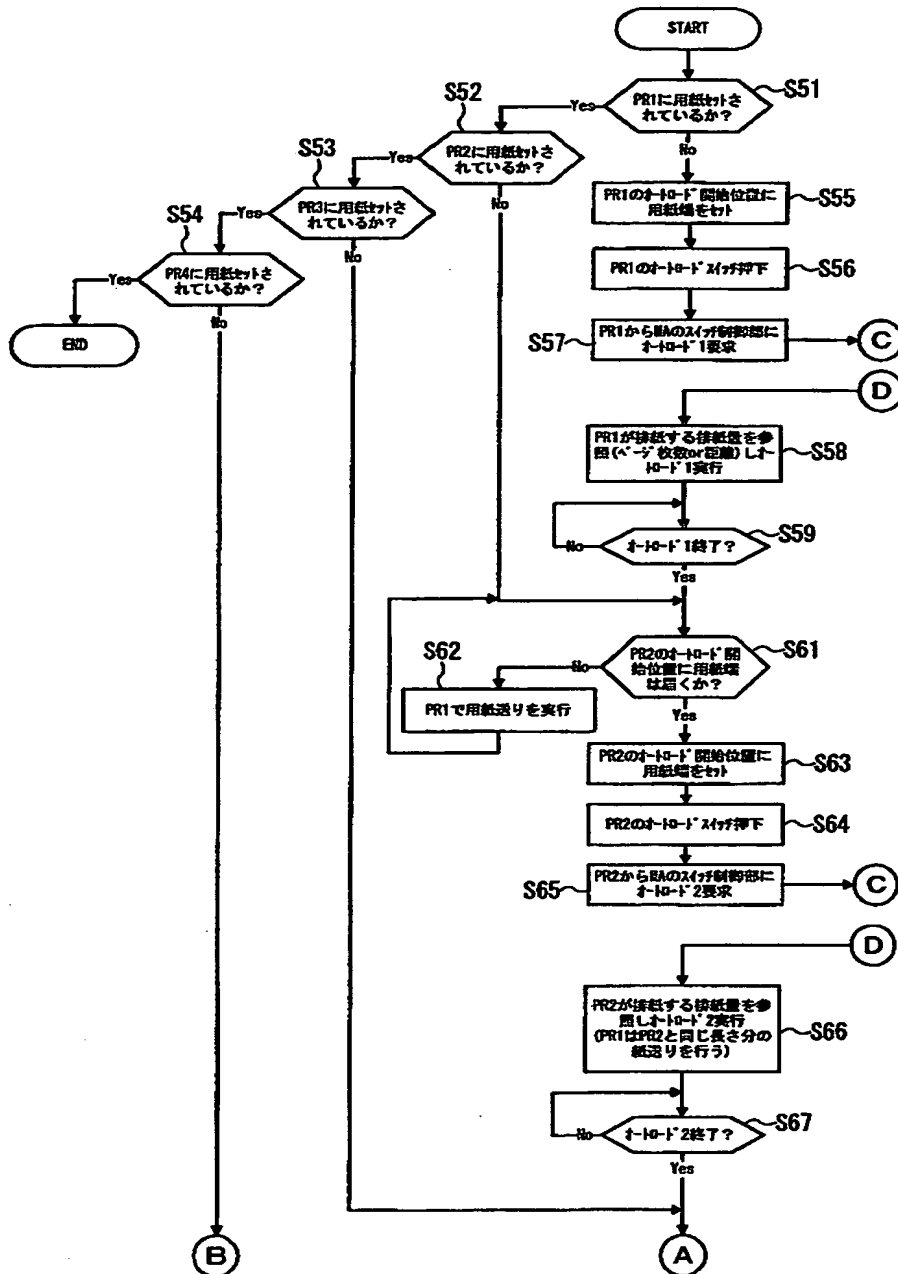 START
S51
PR1に用紙セットさ
れているか?
Yes
No
S52
PR2に用紙セットさ
れているか?
Yes
No
S53
PR3に用紙セットさ
れているか?
Yes
No
S54
PR4に用紙セットさ
れているか?
Yes
No
END
PR1のオートロード開始位置に
用紙端をセット
S55
PR1のオートロードスイッチ押下
S56
S57
PR1からMAのスイッチ制御部に
オートロード1要求
C
D
PR1が排紙する排紙量を参
照(ページ枚数or距離)しオー
トロード1実行
S58
オートロード1終了?
S59
No
Yes
PR2のオートロード開
始位置に用紙端
は届くか?
S61
No
Yes
S62
PR1で用紙送りを実行
PR2のオートロード開始位置に
用紙端をセット
S63
PR2のオートロードスイッチ押下
S64
S65
PR2からMAのスイッチ制御部に
オートロード2要求
C
D
PR2が排紙する排紙量を参
照しオートロード2実行
(PR1はPR2と同じ長さ分の
紙送りを行う)
S66
オートロード2終了?
S67
No
Yes
B
A